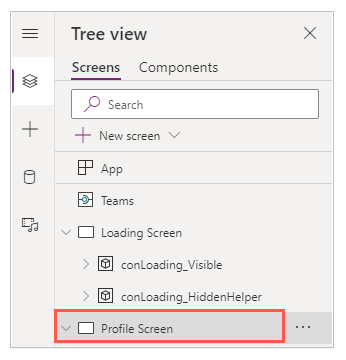 Tree view
Screens Components
Search
New screen
App
Teams
Loading Screen
conLoading_Visible
conLoading_HiddenHelper
Profile Screen